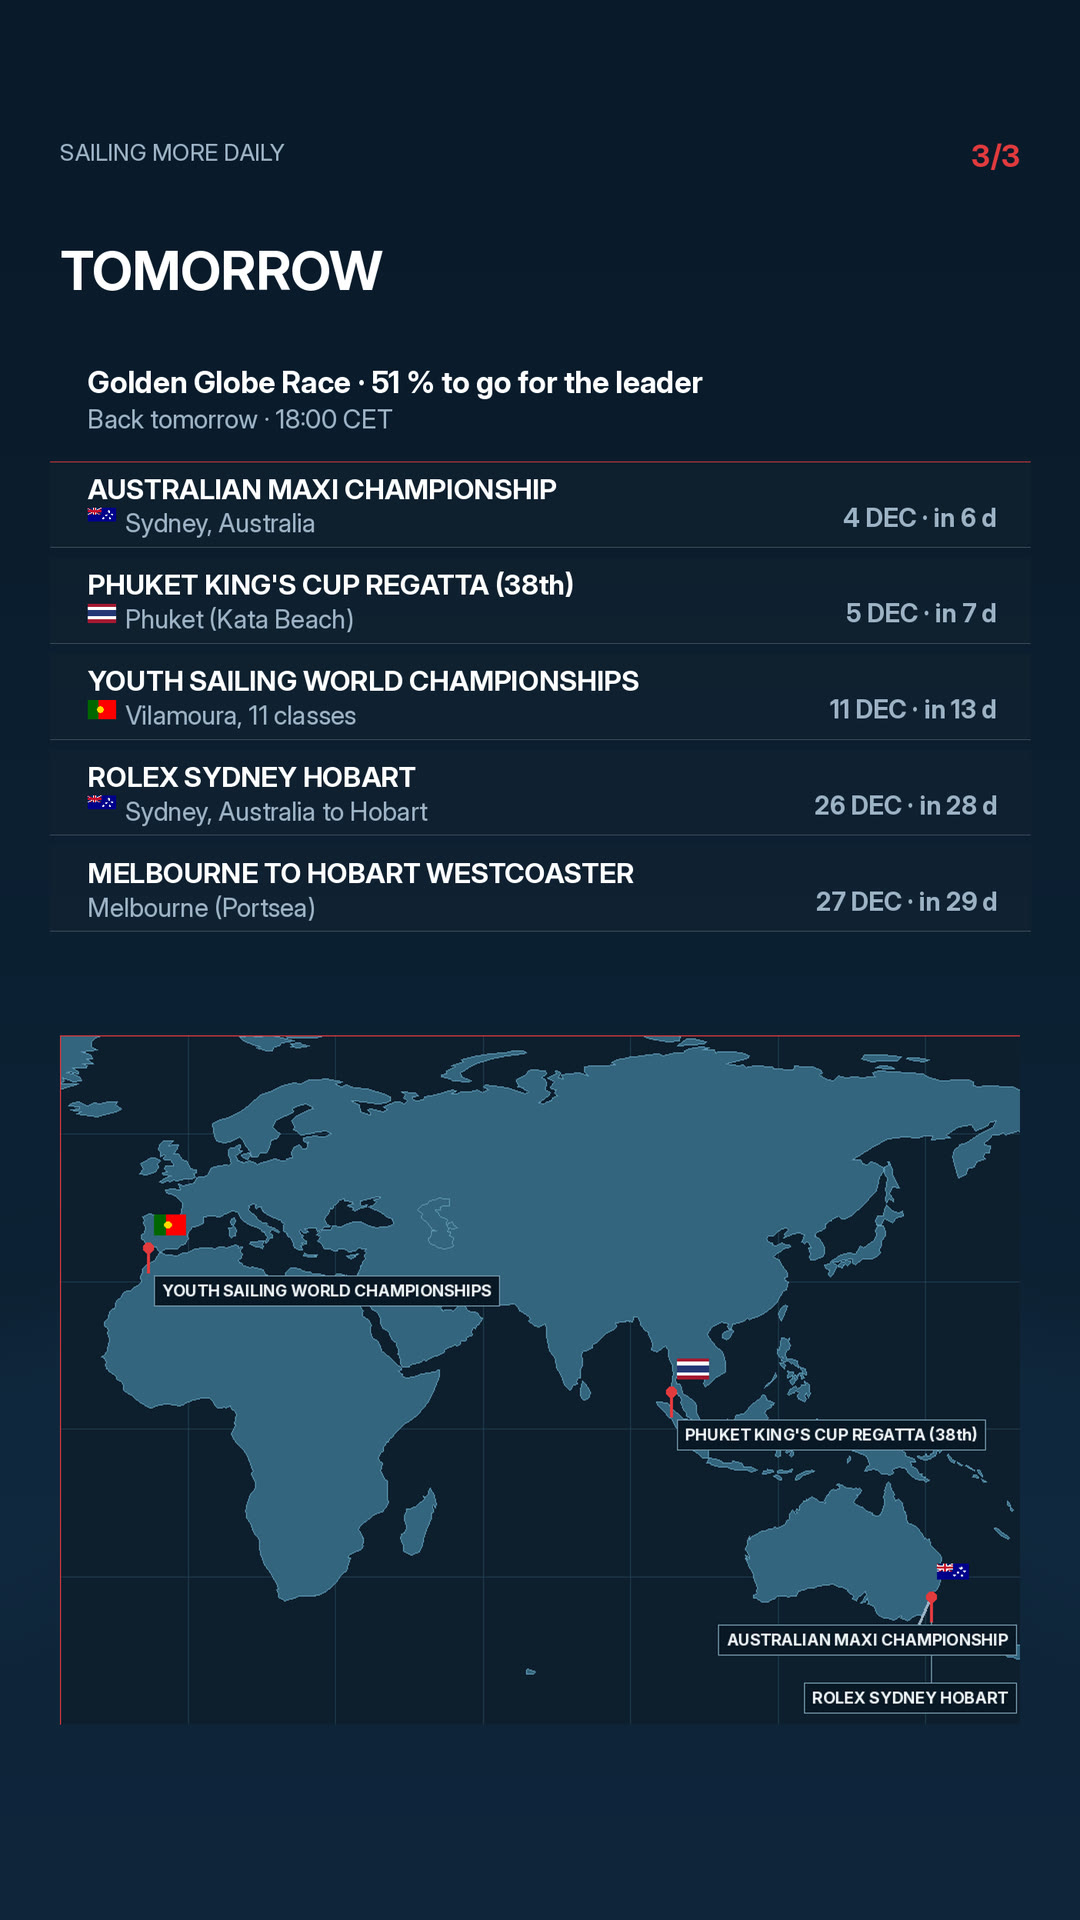 SAILING MORE DAILY
3/3
TOMORROW
Golden Globe Race · 51 % to go for the leader
Back tomorrow · 18:00 CET
AUSTRALIAN MAXI CHAMPIONSHIP
Sydney, Australia
4 DEC · in 6 d
PHUKET KING'S CUP REGATTA (38th)
Phuket (Kata Beach)
5 DEC · in 7 d
YOUTH SAILING WORLD CHAMPIONSHIPS
Vilamoura, 11 classes
11 DEC · in 13 d
ROLEX SYDNEY HOBART
Sydney, Australia to Hobart
26 DEC · in 28 d
MELBOURNE TO HOBART WESTCOASTER
Melbourne (Portsea)
27 DEC · in 29 d
YOUTH SAILING WORLD CHAMPIONSHIPS
PHUKET KING'S CUP REGATTA (38th)
AUSTRALIAN MAXI CHAMPIONSHIP
ROLEX SYDNEY HOBART